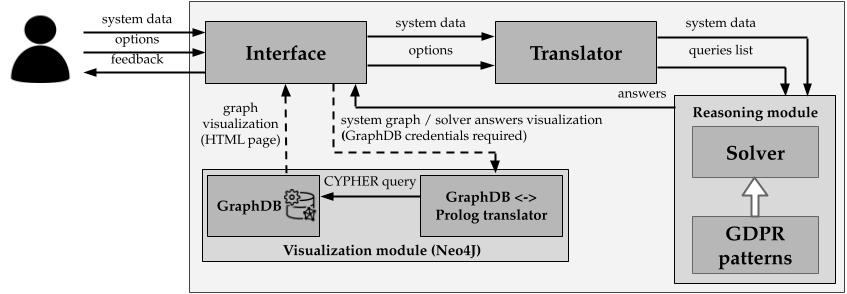 system data
options
feedback
Interface
system data
options
Translator
system data
queries list
answers
graph
visualization
(HTML page)
system graph / solver answers visualization
(GraphDB credentials required)
Reasoning module
Solver
GDPR
patterns
GraphDB
CYPHER query
GraphDB <->
Prolog translator
Visualization module (Neo4J)